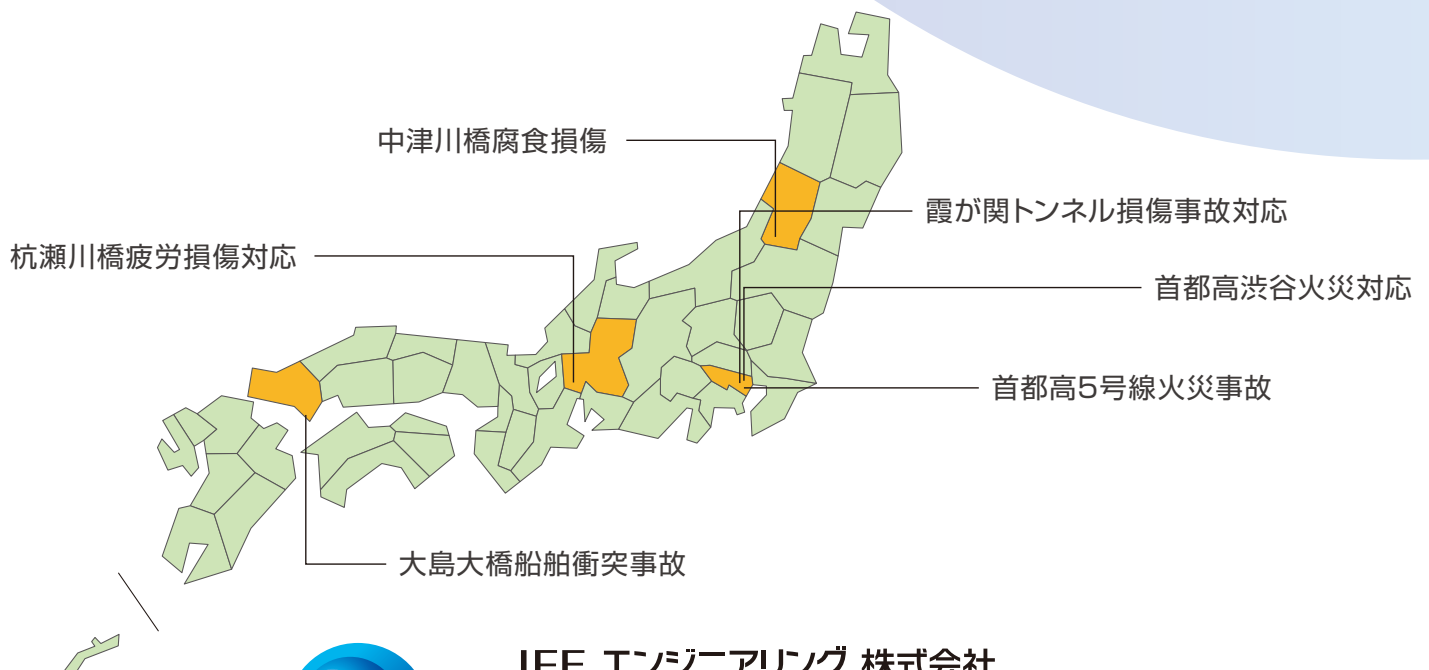 中津川橋腐食損傷
霞が関トンネル損傷事故対応
杭瀬川橋疲労損傷対応
首都高渋谷火災対応
首都高5号線火災事故
大島大橋船舶衝突事故
JFE エンジニアリング 株式会社